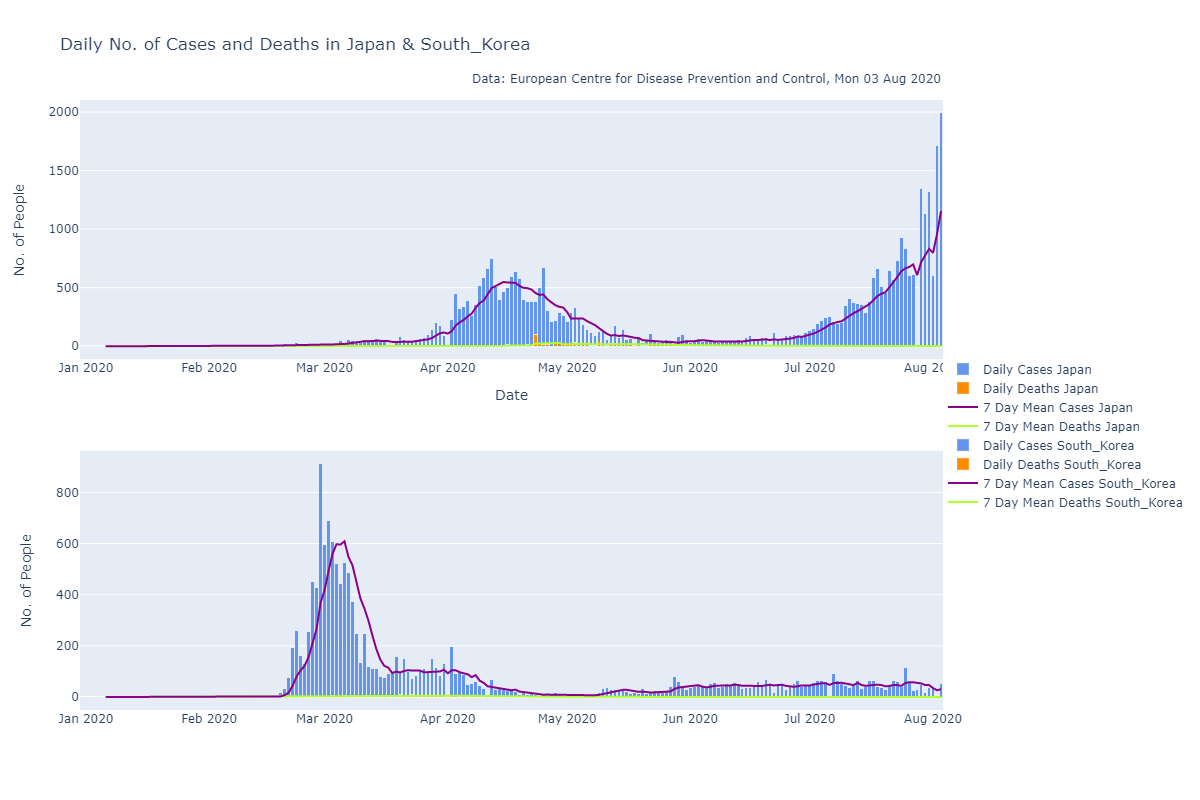 Daily No. of Cases and Deaths in Japan & South_Korea
Data: European Centre for Disease Prevention and Control, Mon 03 Aug 2020
No. of People
2000
1500
1000
500
0
Jan 2020 Feb 2020 Mar 2020 Apr 2020 May 2020 Jun 2020 Jul 2020 Aug 2020
Date
Daily Cases Japan
Daily Deaths Japan
7 Day Mean Cases Japan
7 Day Mean Deaths Japan
Daily Cases South_Korea
Daily Deaths South_Korea
7 Day Mean Cases South_Korea
7 Day Mean Deaths South_Korea
No. of People
800
600
400
200
0
Jan 2020 Feb 2020 Mar 2020 Apr 2020 May 2020 Jun 2020 Jul 2020 Aug 2020